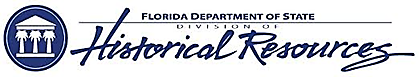 FLORIDA DEPARTMENT OF STATE
DIVISION OF
Historical Resources